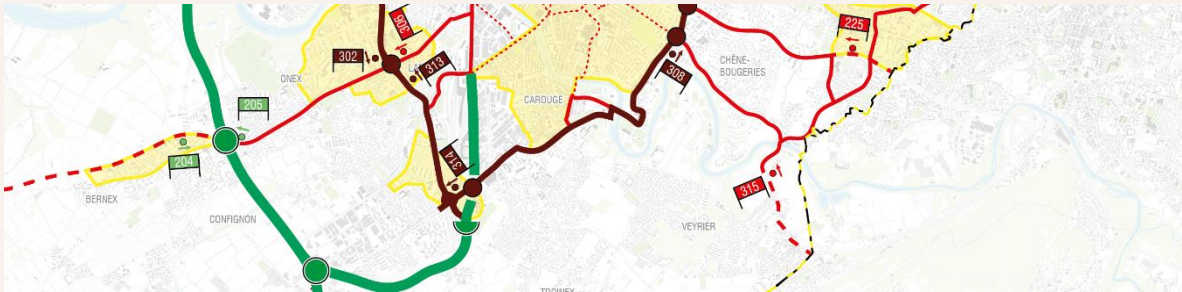 306
225
302
313
308
CHÊNE-
BOUGERIES
ONEX
CAROUGE
205
204
314
315
BERNEX
CONFIGNON
VEYRIER